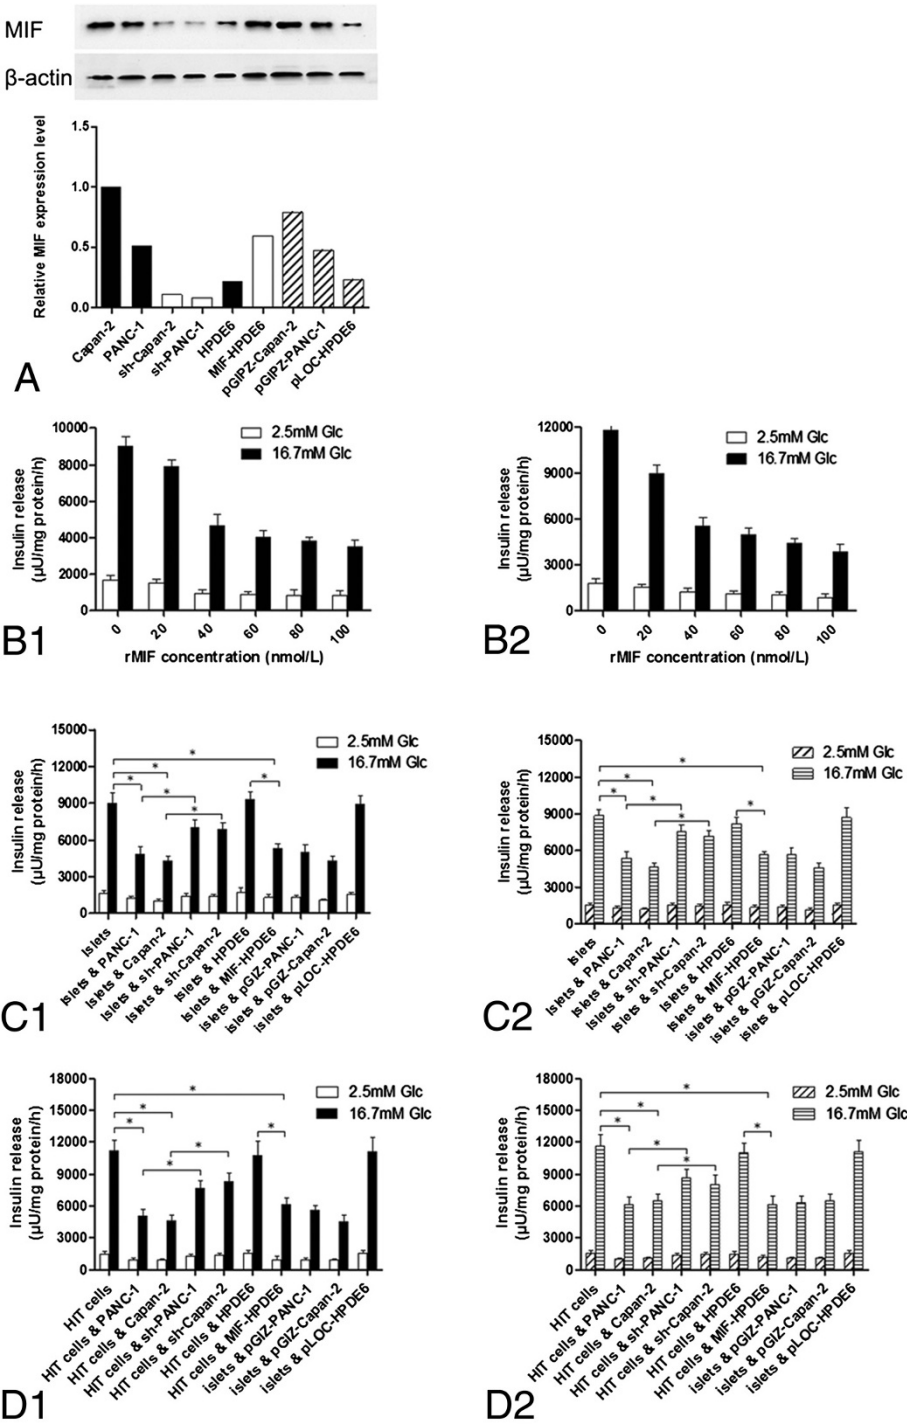 MIF
β-actin
Relative MIF expression level
1.5
1.0
0.5
0.0
Capan-2
PANC-1
sh-Capan-2
sh-PANC-1
HPDE6
MIF-HPDE6
pGIPZ-Capan-2
pGIPZ-PANC-1
pLOC-HPDE6
A
Insulin release
(µU/mg protein/h)
10000
8000
6000
4000
2000
0
2.5mM Glc
16.7mM Glc
0
20
40
60
80
100
rMIF concentration (nmol/L)
B1
Insulin release
(µU/mg protein/h)
12000
9000
6000
3000
0
2.5mM Glc
16.7mM Glc
0
20
40
60
80
100
rMIF concentration (nmol/L)
B2
Insulin release
(µU/mg protein/h)
15000
12000
9000
6000
3000
0
2.5mM Glc
16.7mM Glc
*
*
*
*
*
*
Islets
Islets & PANC-1
Islets & Capan-2
Islets & sh-PANC-1
Islets & sh-Capan-2
Islets & HPDE6
Islets & MIF-HPDE6
islets & pGIZ-PANC-1
islets & pGIZ-Capan-2
islets & pLOC-HPDE6
C1
Insulin release
(µU/mg protein/h)
15000
12000
9000
6000
3000
0
2.5mM Glc
16.7mM Glc
*
*
*
*
*
*
Islets
Islets & PANC-1
Islets & Capan-2
Islets & sh-PANC-1
Islets & sh-Capan-2
Islets & HPDE6
Islets & MIF-HPDE6
islets & pGIZ-PANC-1
islets & pGIZ-Capan-2
islets & pLOC-HPDE6
C2
Insulin release
(µU/mg protein/h)
18000
15000
12000
9000
6000
3000
0
2.5mM Glc
16.7mM Glc
*
*
*
*
*
*
HIT cells
HIT cells & PANC-1
HIT cells & Capan-2
HIT cells & sh-PANC-1
HIT cells & sh-Capan-2
HIT cells & HPDE6
HIT cells & MIF-HPDE6
islets & pGIZ-PANC-1
islets & pGIZ-Capan-2
islets & pLOC-HPDE6
D1
Insulin release
(µU/mg protein/h)
18000
15000
12000
9000
6000
3000
0
2.5mM Glc
16.7mM Glc
*
*
*
*
*
*
HIT cells
HIT cells & PANC-1
HIT cells & Capan-2
HIT cells & sh-PANC-1
HIT cells & sh-Capan-2
HIT cells & HPDE6
HIT cells & MIF-HPDE6
islets & pGIZ-PANC-1
islets & pGIZ-Capan-2
islets & pLOC-HPDE6
D2